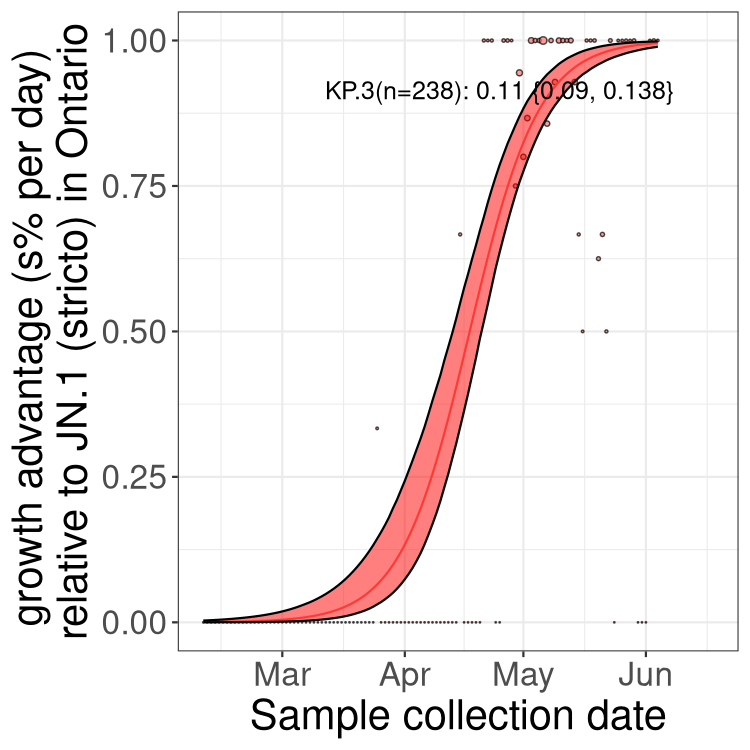 growth advantage (s% per day)
relative to JN.1 (stricto) in Ontario
1.00
0.75
0.50
0.25
0.00
KP.3(n=238): 0.11 {0.09, 0.138}
Mar Apr May Jun
Sample collection date